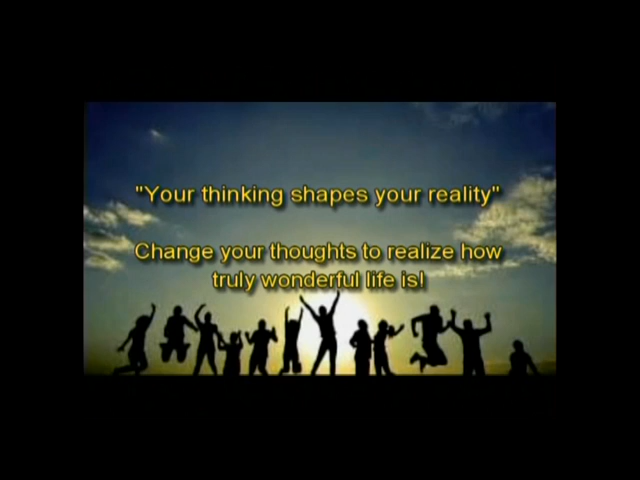 "Your thinking shapes your reality"
Change your thoughts to realize how
truly wonderful life is!